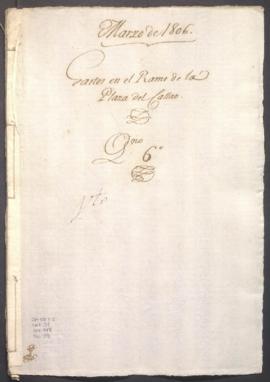 Marzo de 1806.
Gastos en el Ramo de la
Plaza del Callao
Qno
6º